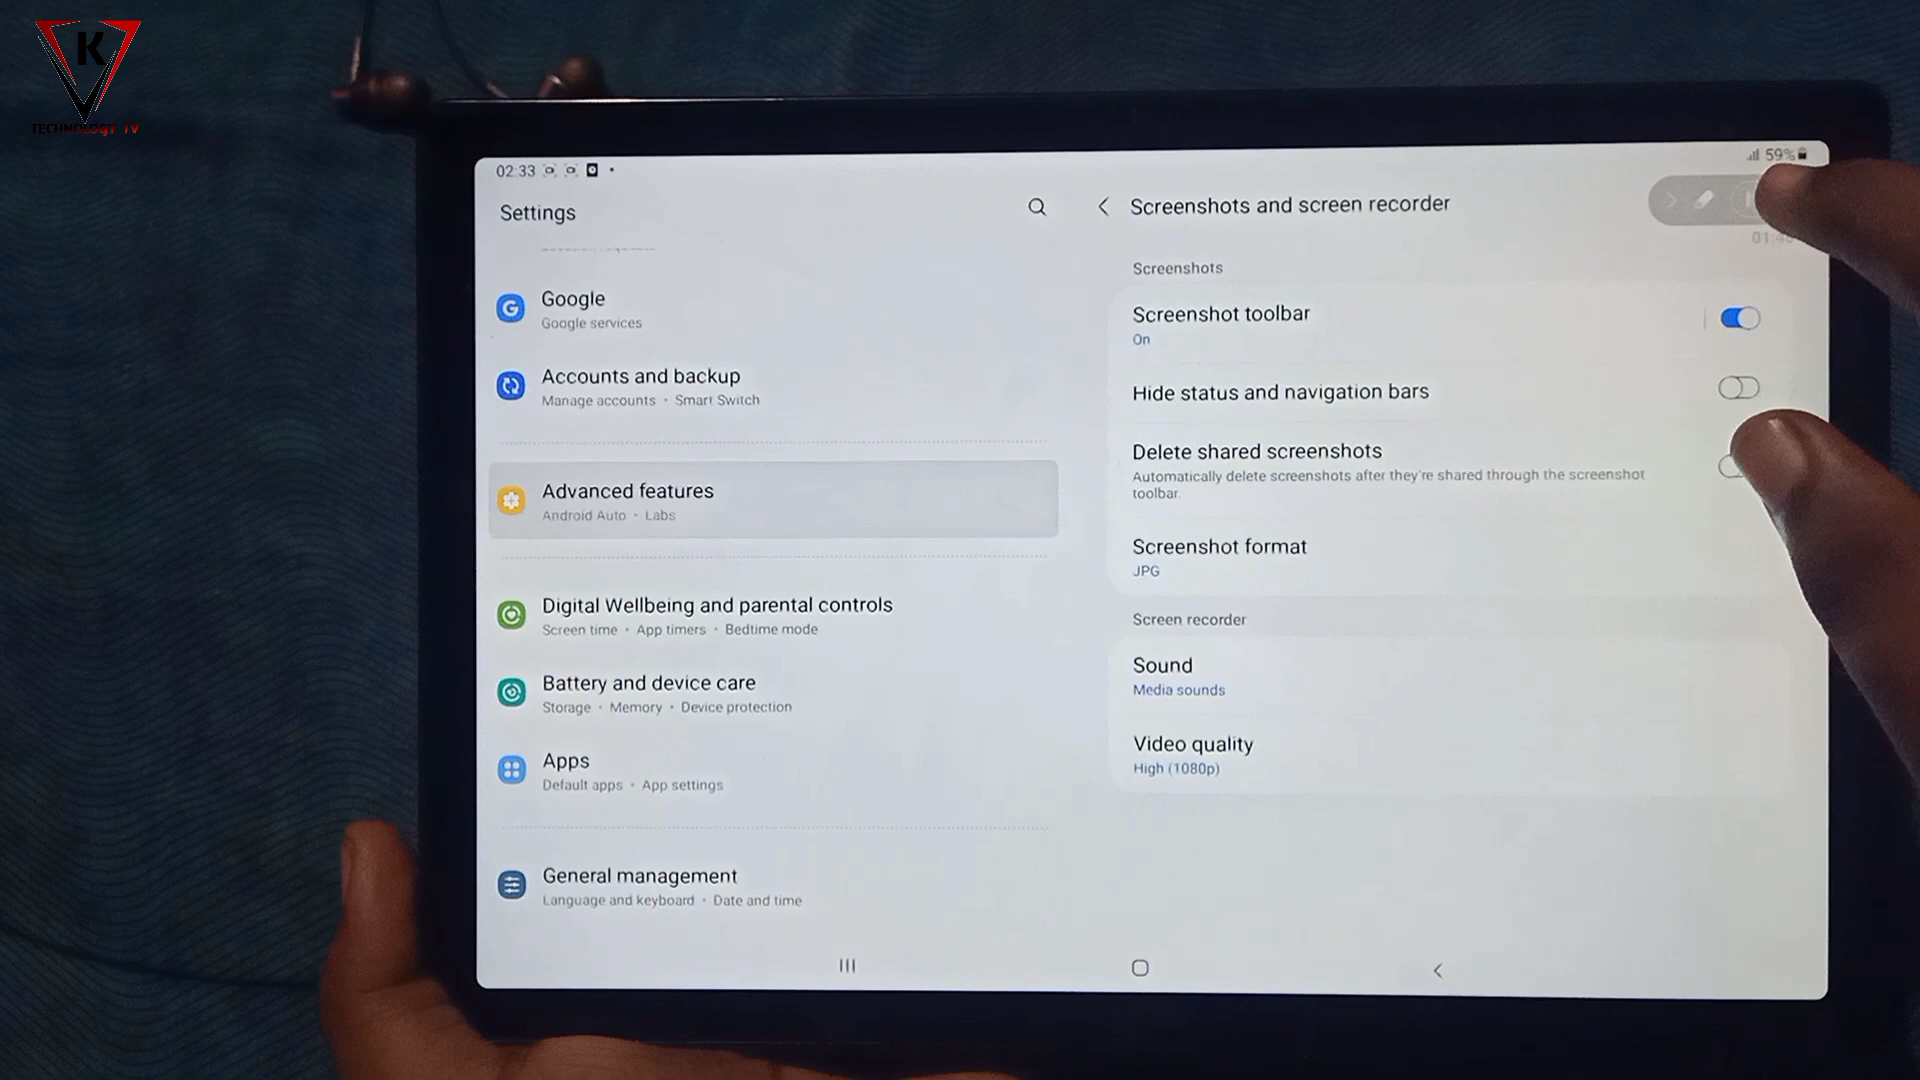 K
TECHNOLOGY TV
02:33
59%
Settings
Screenshots and screen recorder
Google
Google services
Accounts and backup
Manage accounts • Smart Switch
Advanced features
Android Auto • Labs
Digital Wellbeing and parental controls
Screen time • App timers • Bedtime mode
Battery and device care
Storage • Memory • Device protection
Apps
Default apps • App settings
General management
Language and keyboard • Date and time
Screenshots
Screenshot toolbar
On
Hide status and navigation bars
Delete shared screenshots
Automatically delete screenshots after they're shared through the screenshot
toolbar.
Screenshot format
JPG
Screen recorder
Sound
Media sounds
Video quality
High (1080p)